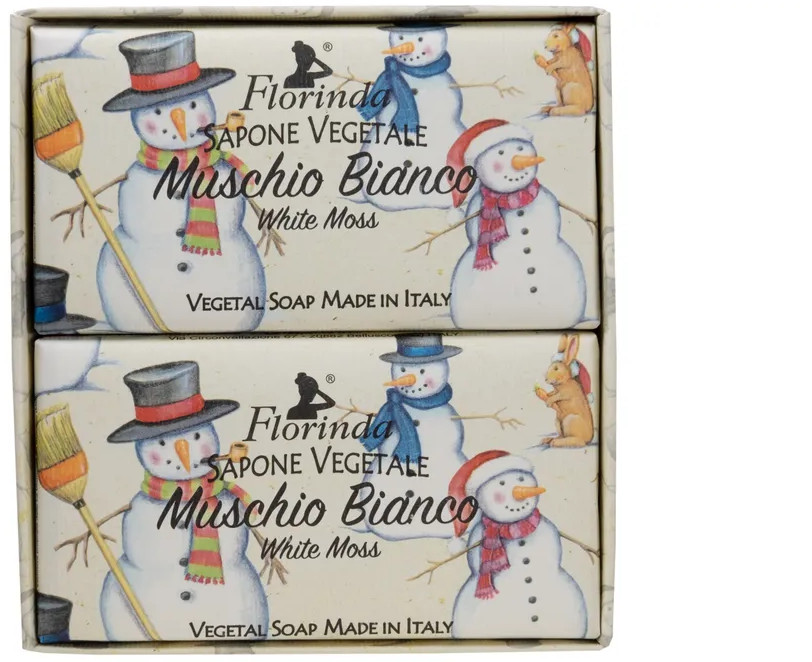 Florinda®
SAPONE VEGETALE
Muschio Bianco
White Moss
VEGETAL SOAP MADE IN ITALY
Florinda®
SAPONE VEGETALE
Muschio Bianco
White Moss
VEGETAL SOAP MADE IN ITALY